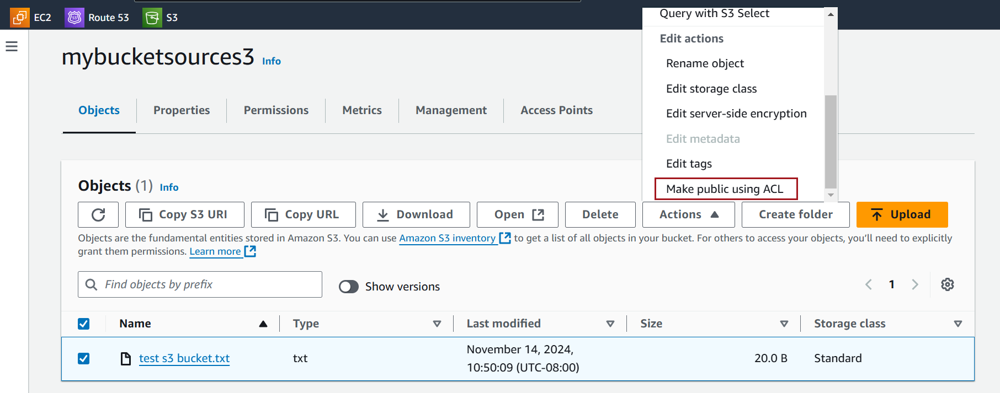 EC2
Route 53
S3
Query with S3 Select
Edit actions
Rename object
Edit storage class
Edit server-side encryption
Edit metadata
Edit tags
Make public using ACL
mybucketsources3 Info
Objects
Properties
Permissions
Metrics
Management
Access Points
Objects (1) Info
Copy S3 URI
Copy URL
Download
Open
Delete
Actions
Create folder
Upload
Objects are the fundamental entities stored in Amazon S3. You can use Amazon S3 inventory to get a list of all objects in your bucket. For others to access your objects, you'll need to explicitly
grant them permissions. Learn more
Find objects by prefix
Show versions
1
Name
Type
Last modified
Size
Storage class
test s3 bucket.txt
txt
November 14, 2024,
10:50:09 (UTC-08:00)
20.0 B
Standard